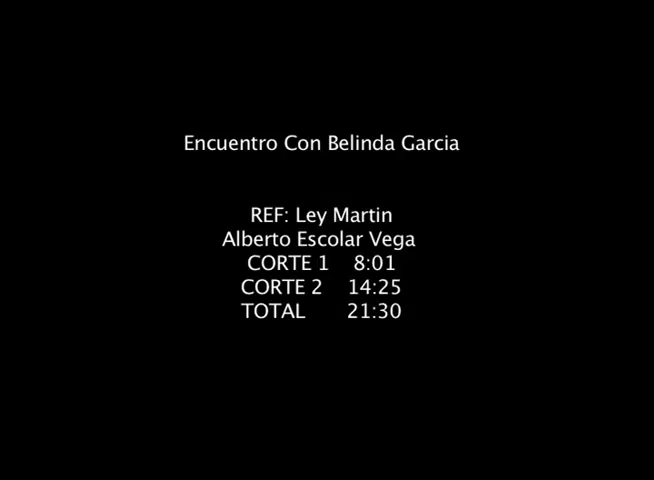 Encuentro Con Belinda Garcia
REF: Ley Martin
Alberto Escolar Vega
CORTE 1 8:01
CORTE 2 14:25
TOTAL 21:30